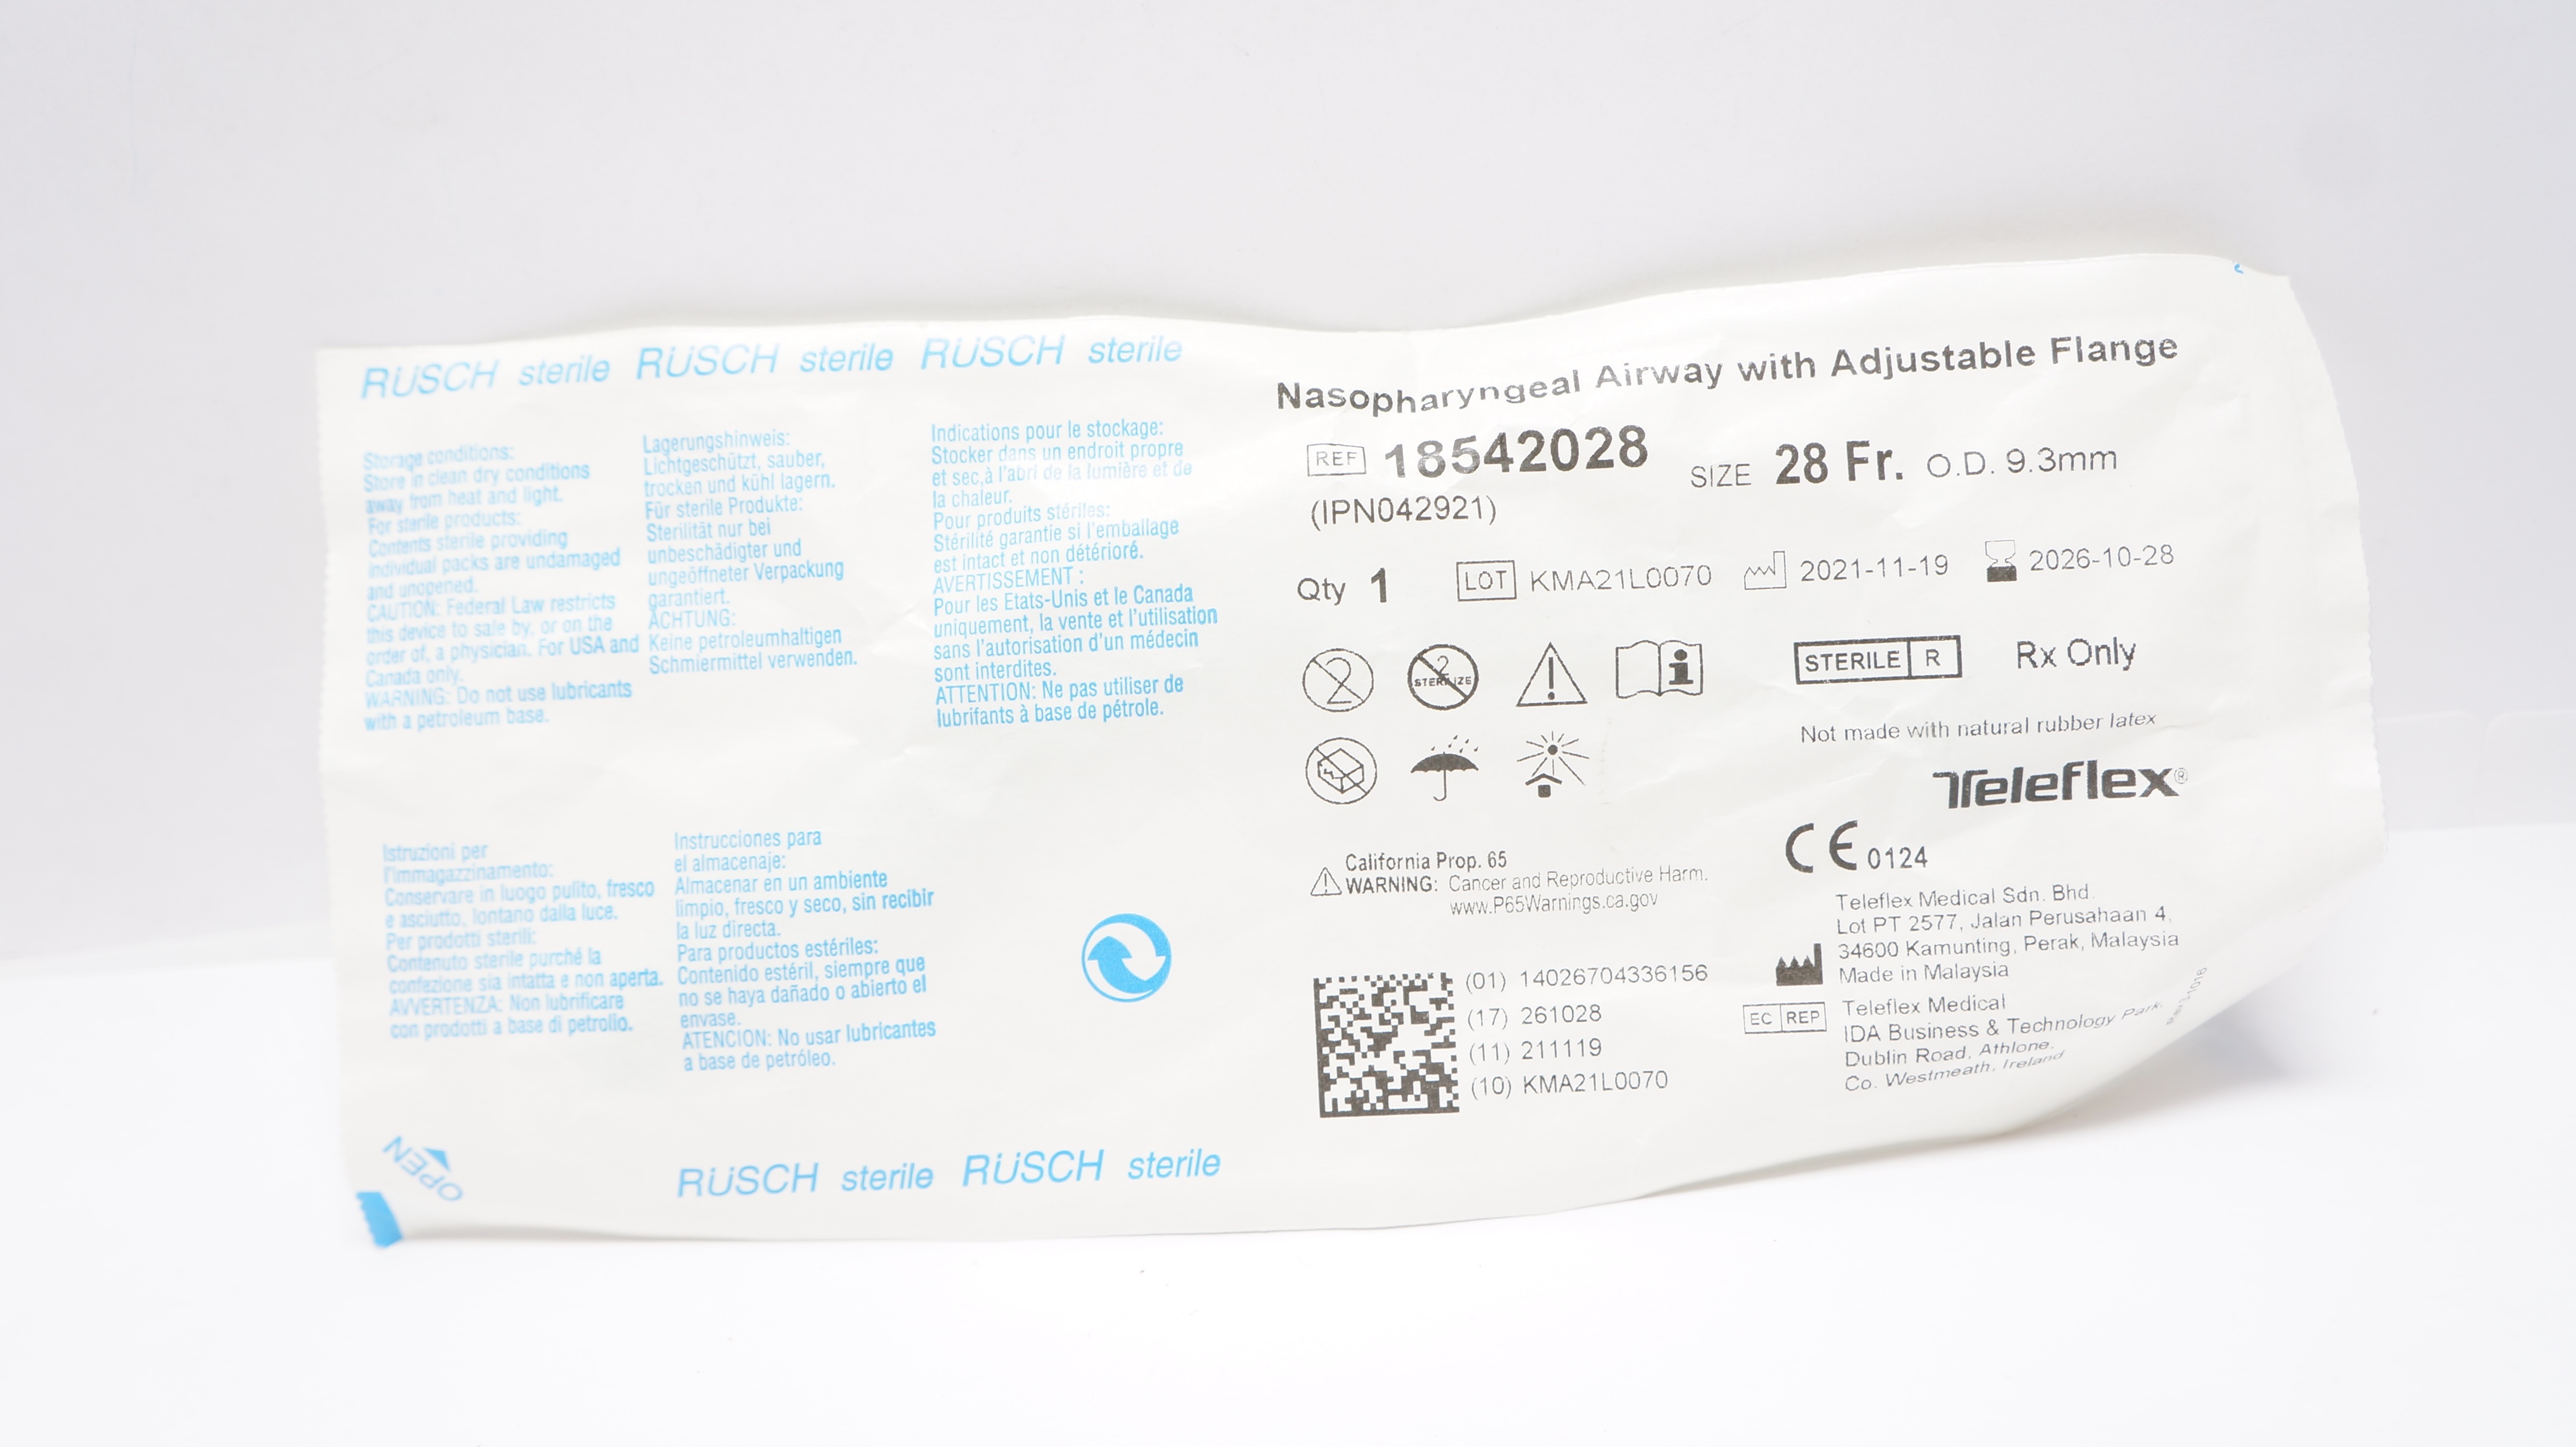 RÜSCH sterile RÜSCH sterile RÜSCH sterile
Storage conditions:
Store in clean dry conditions
away from heat and light.
For sterile products:
Contents sterile providing
individual packs are undamaged
and unopened.
CAUTION: Federal Law restricts
this device to sale by, or on the
order of, a physician. For USA and
Canada only.
WARNING: Do not use lubricants
with a petroleum base.
Lagerungshinweis:
Lichtgeschützt, sauber,
trocken und kühl lagern.
Für sterile Produkte:
Sterilität nur bei
unbeschädigter und
ungeöffneter Verpackung
garantiert.
ACHTUNG:
Keine petroleumhaltigen
Schmiermittel verwenden.
Indications pour le stockage:
Stocker dans un endroit propre
et sec,à l'abri de la lumière et de
la chaleur.
Pour produits stériles:
Stérilité garantie si l'emballage
est intact et non détérioré.
AVERTISSEMENT :
Pour les Etats-Unis et le Canada
uniquement, la vente et l'utilisation
sans l'autorisation d'un médecin
sont interdites.
ATTENTION: Ne pas utiliser de
lubrifants à base de pétrole.
Istruzioni per
l'immagazzinamento:
Conservare in luogo pulito, fresco
e asciutto, lontano dalla luce.
Per prodotti sterili:
Contenuto sterile purché la
confezione sia intatta e non aperta.
AVVERTENZA: Non lubrificare
con prodotti a base di petrolio.
Instrucciones para
el almacenaje:
Almacenar en un ambiente
limpio, fresco y seco, sin recibir
la luz directa.
Para productos estériles:
Contenido estéril, siempre que
no se haya dañado o abierto el
envase.
ATENCION: No usar lubricantes
a base de petróleo.
OPEN
RÜSCH sterile RÜSCH sterile
Nasopharyngeal Airway with Adjustable Flange
REF 18542028 SIZE 28 Fr. O.D. 9.3mm
(IPN042921)
Qty 1 LOT KMA21L0070 2021-11-19 2026-10-28
2 2 STERILIZE STERILE R Rx Only
Not made with natural rubber latex
Teleflex®
CE 0124
California Prop. 65
WARNING: Cancer and Reproductive Harm.
www.P65Warnings.ca.gov
(01) 14026704336156
(17) 261028
(11) 211119
(10) KMA21L0070
Teleflex Medical Sdn. Bhd.
Lot PT 2577, Jalan Perusahaan 4,
34600 Kamunting, Perak, Malaysia
Made in Malaysia
EC REP Teleflex Medical
IDA Business & Technology Park,
Dublin Road, Athlone,
Co. Westmeath, Ireland